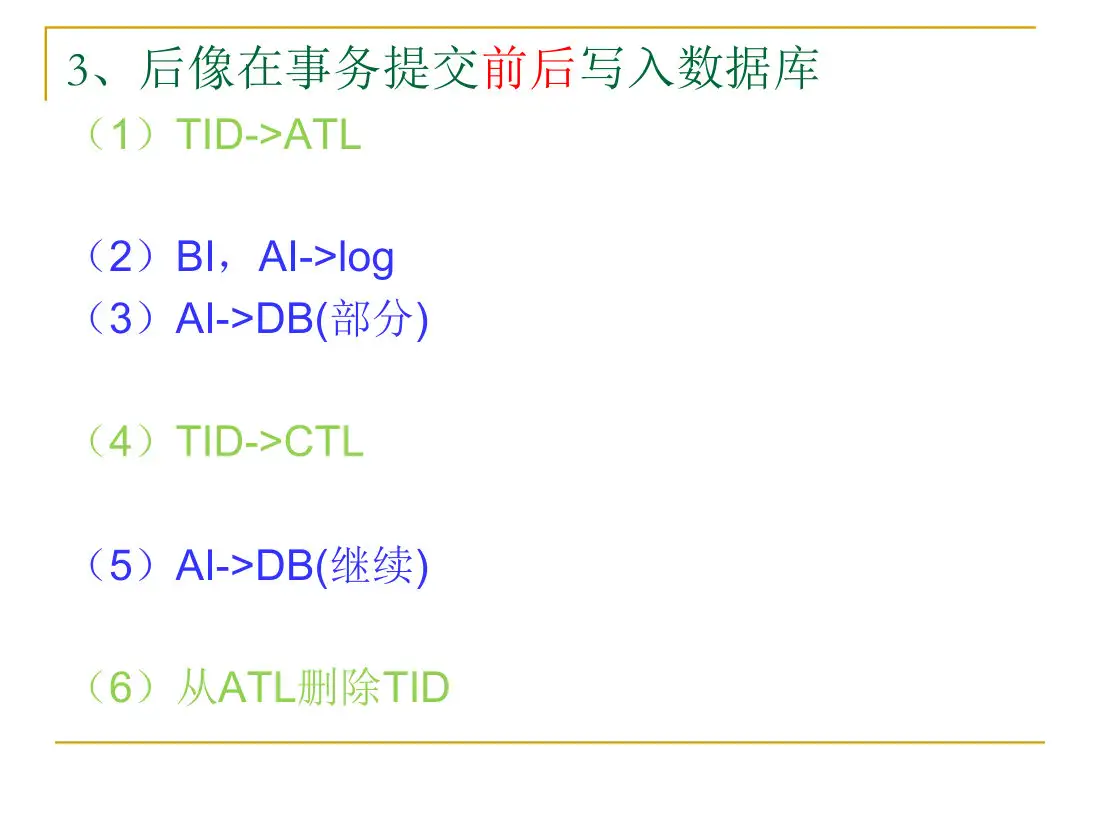 3、后像在事务提交前后写入数据库
（1）TID->ATL
（2）BI，AI->log
（3）AI->DB(部分)
（4）TID->CTL
（5）AI->DB(继续)
（6）从ATL删除TID